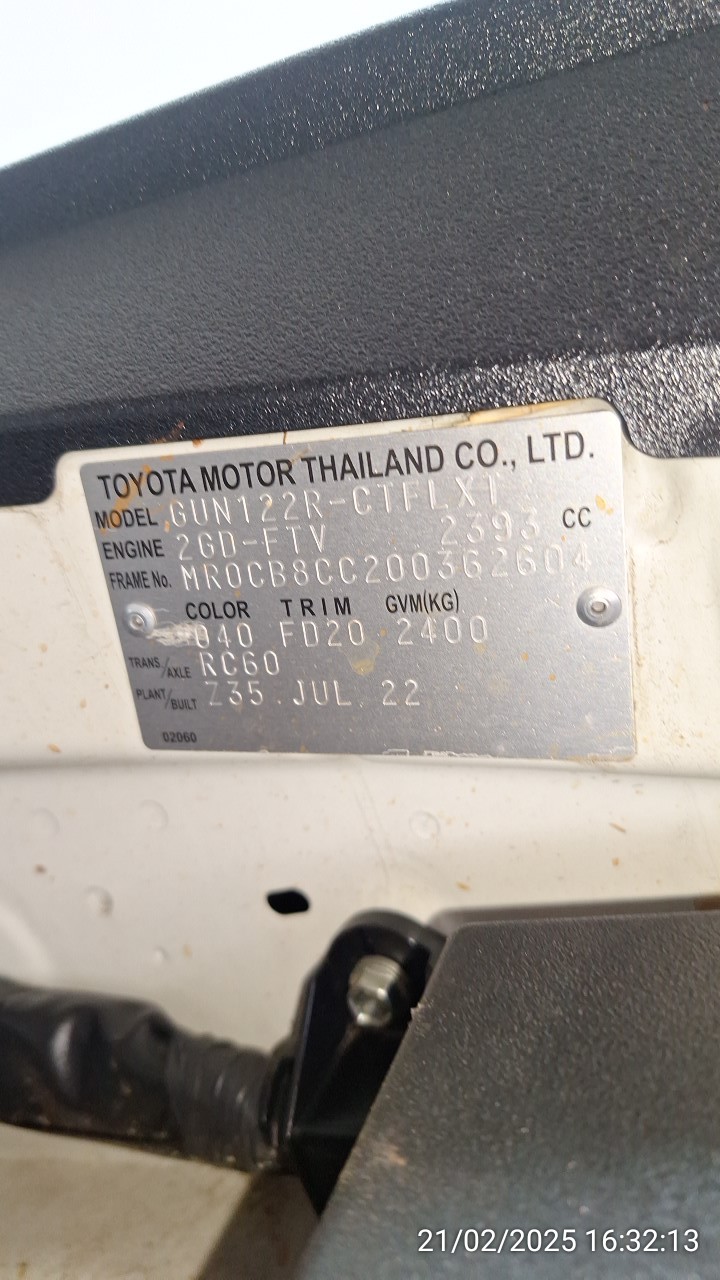 TOYOTA MOTOR THAILAND CO., LTD.
MODEL GUN122R-CTFLXT
ENGINE 2GD-FTV 2393 CC
FRAME No. MR0CB8CC200362604
COLOR TRIM GVM(KG)
040 FD20 2400
TRANS./AXLE RC60
PLANT/BUILT Z35 JUL 22
02060
21/02/2025 16:32:13